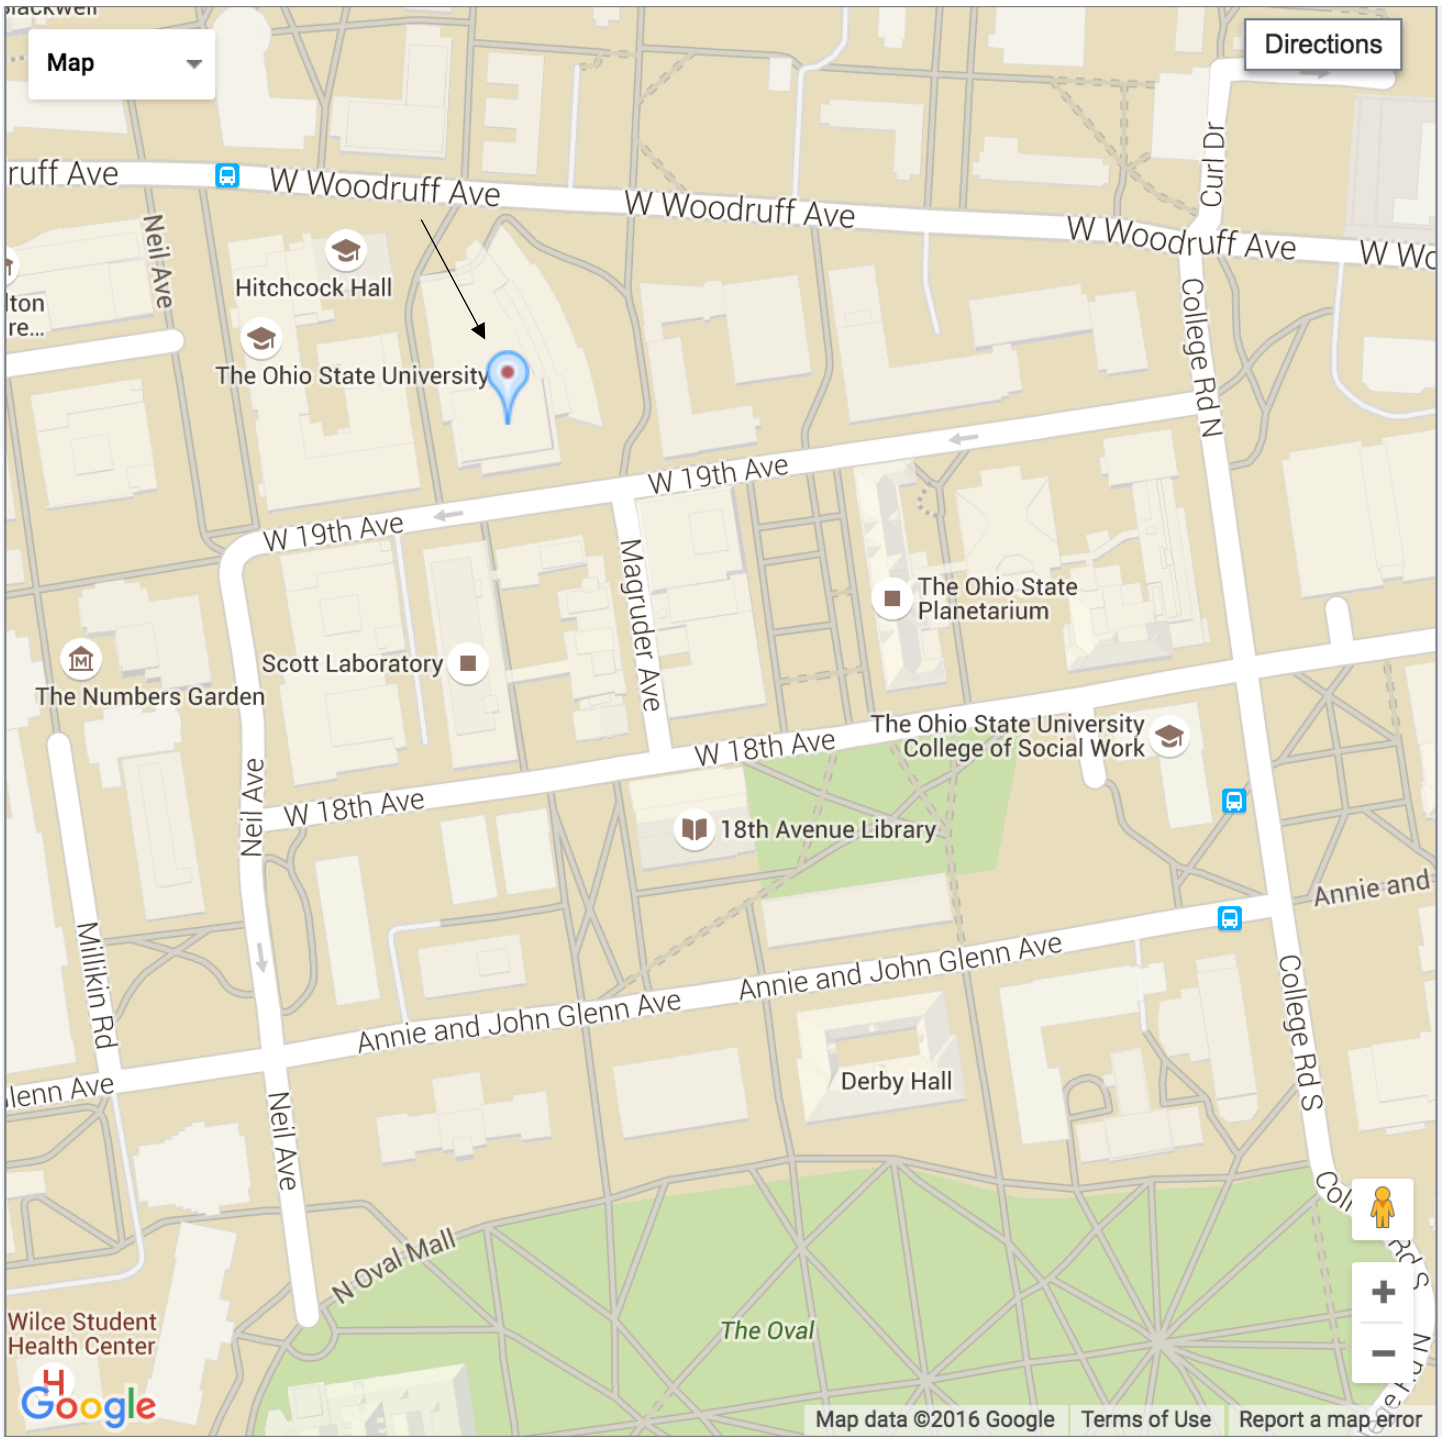 Blackwell
Map
Directions
Curl Dr
ruff Ave
W Woodruff Ave
W Woodruff Ave
W Woodruff Ave
W Wo
Neil Ave
Hitchcock Hall
lton
re...
The Ohio State University
College Rd N
W 19th Ave
W 19th Ave
Magruder Ave
The Ohio State
Planetarium
Scott Laboratory
The Numbers Garden
The Ohio State University
College of Social Work
W 18th Ave
W 18th Ave
Neil Ave
18th Avenue Library
Annie and
Millikin Rd
Annie and John Glenn Ave
Annie and John Glenn Ave
College Rd S
lenn Ave
Derby Hall
Neil Ave
N Oval Mall
Rd S
The Oval
Wilce Student
Health Center
Google
Map data ©2016 Google
Terms of Use
Report a map error